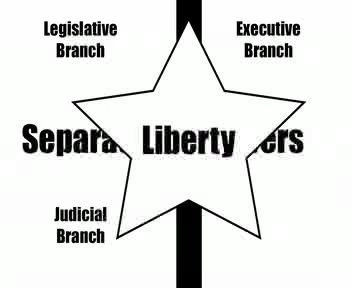 Legislative
Branch
Executive
Branch
Separa Liberty ers
Judicial
Branch